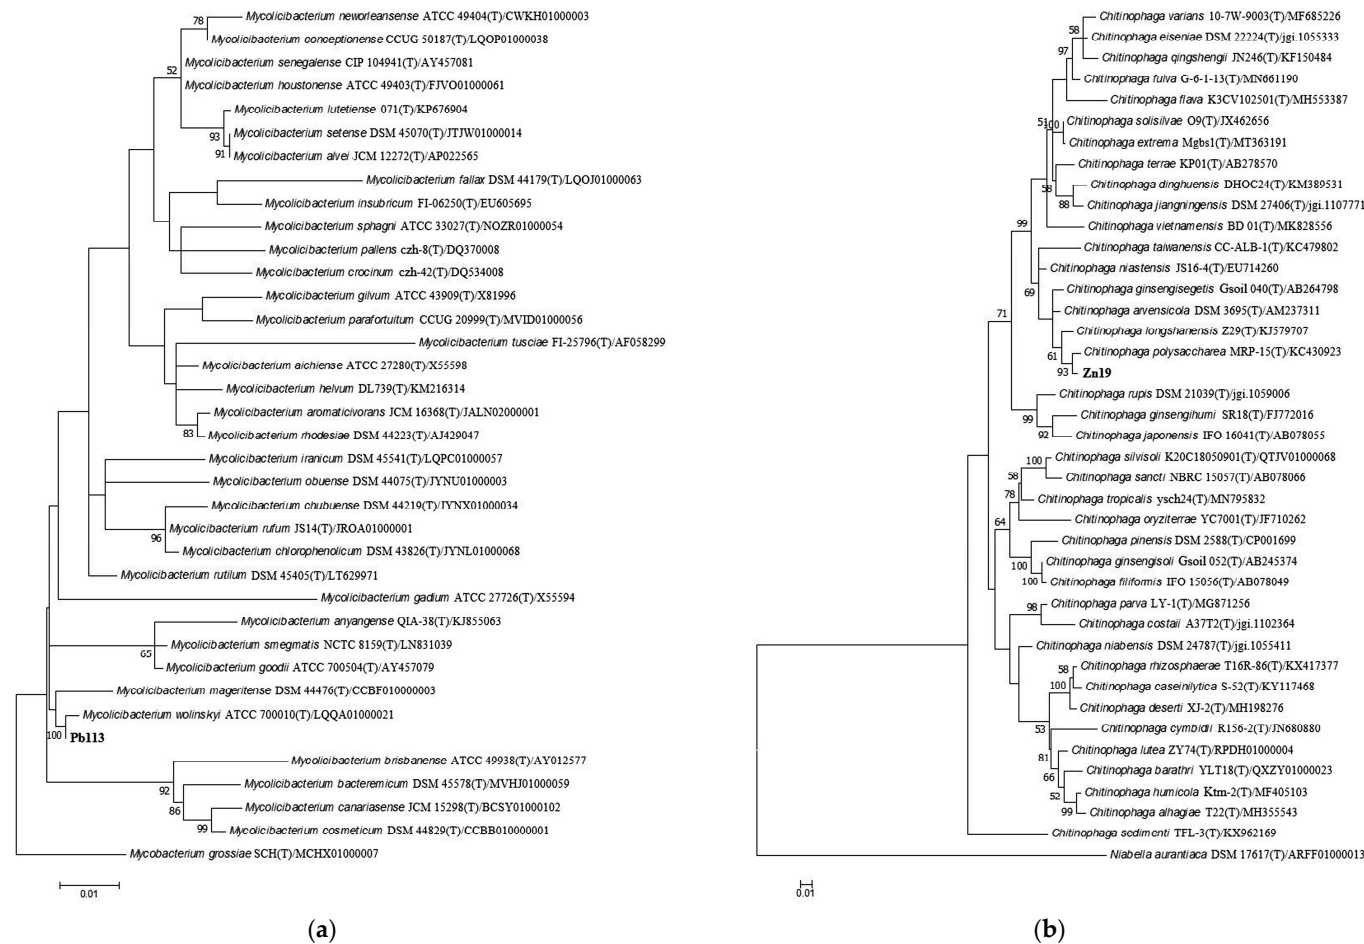 Mycolicibacterium neworleansense ATCC 49404(T)/CWKH01000003
78
Mycolicibacterium conceptionense CCUG 50187(T)/LQOP01000038
Mycolicibacterium senegalense CIP 104941(T)/AY457081
52
Mycolicibacterium houstonense ATCC 49403(T)/FJVO01000061
Mycolicibacterium lutetiense 071(T)/KP676904
Mycolicibacterium setense DSM 45070(T)/JTJW01000014
93
Mycolicibacterium alvei JCM 12272(T)/AP022565
91
Mycolicibacterium fallax DSM 44179(T)/LQOJ01000063
Mycolicibacterium insubricum FI-06250(T)/EU605695
Mycolicibacterium sphagni ATCC 33027(T)/NOZR01000054
Mycolicibacterium pallens czh-8(T)/DQ370008
Mycolicibacterium crocinum czh-42(T)/DQ534008
Mycolicibacterium gilvum ATCC 43909(T)/X81996
Mycolicibacterium parafortuitum CCUG 20999(T)/MVID01000056
Mycolicibacterium tusciae FI-25796(T)/AF058299
Mycolicibacterium aichiense ATCC 27280(T)/X55598
Mycolicibacterium helvum DL739(T)/KM216314
Mycolicibacterium aromaticivorans JCM 16368(T)/JALN02000001
83
Mycolicibacterium rhodesiae DSM 44223(T)/AJ429047
Mycolicibacterium iranicum DSM 45541(T)/LQPC01000057
Mycolicibacterium obuense DSM 44075(T)/JYNU01000003
Mycolicibacterium chubuense DSM 44219(T)/JYNX01000034
Mycolicibacterium rufum JS14(T)/JROA01000001
96
Mycolicibacterium chlorophenolicum DSM 43826(T)/JYNL01000068
Mycolicibacterium rutilum DSM 45405(T)/LT629971
Mycolicibacterium gadium ATCC 27726(T)/X55594
Mycolicibacterium anyangense QIA-38(T)/KJ855063
Mycolicibacterium smegmatis NCTC 8159(T)/LN831039
65
Mycolicibacterium goodii ATCC 700504(T)/AY457079
Mycolicibacterium mageritense DSM 44476(T)/CCBF010000003
Mycolicibacterium wolinskyi ATCC 700010(T)/LQQA01000021
100
Pb113
Mycolicibacterium brisbanense ATCC 49938(T)/AY012577
Mycolicibacterium bacteremicum DSM 45578(T)/MVHJ01000059
92
Mycolicibacterium canariasense JCM 15298(T)/BCSY01000102
86
Mycolicibacterium cosmeticum DSM 44829(T)/CCBB010000001
99
Mycobacterium grossiae SCH(T)/MCHX01000007
0.01
(a)
Chitinophaga varians 10-7W-9003(T)/MF685226
58
Chitinophaga eiseniae DSM 22224(T)/jgi.1055333
97
Chitinophaga qingshengii JN246(T)/KF150484
Chitinophaga fulva G-6-1-13(T)/MN661190
Chitinophaga flava K3CV102501(T)/MH553387
51
100
Chitinophaga solisilvae O9(T)/JX462656
Chitinophaga extrema Mgbs1(T)/MT363191
Chitinophaga terrae KP01(T)/AB278570
58
Chitinophaga dinghuensis DHOC24(T)/KM389531
88
Chitinophaga jiangningensis DSM 27406(T)/jgi.1107771
99
Chitinophaga vietnamensis BD 01(T)/MK828556
Chitinophaga taiwanensis CC-ALB-1(T)/KC479802
Chitinophaga niastensis JS16-4(T)/EU714260
69
Chitinophaga ginsengisegetis Gsoil 040(T)/AB264798
Chitinophaga arvensicola DSM 3695(T)/AM237311
71
Chitinophaga longshanensis Z29(T)/KJ579707
61
Chitinophaga polysaccharea MRP-15(T)/KC430923
93
Zn19
Chitinophaga rupis DSM 21039(T)/jgi.1059006
99
Chitinophaga ginsengihumi SR18(T)/FJ772016
92
Chitinophaga japonensis IFO 16041(T)/AB078055
100
Chitinophaga silvisoli K20C18050901(T)/QTJV01000068
58
Chitinophaga sancti NBRC 15057(T)/AB078066
78
Chitinophaga tropicalis ysch24(T)/MN795832
Chitinophaga oryziterrae YC7001(T)/JF710262
64
Chitinophaga pinensis DSM 2588(T)/CP001699
Chitinophaga ginsengisoli Gsoil 052(T)/AB245374
100
Chitinophaga filiformis IFO 15056(T)/AB078049
100
Chitinophaga parva LY-1(T)/MG871256
98
Chitinophaga costaii A37T2(T)/jgi.1102364
Chitinophaga niabensis DSM 24787(T)/jgi.1055411
Chitinophaga rhizosphaerae T16R-86(T)/KX417377
58
Chitinophaga caseinilytica S-52(T)/KY117468
100
Chitinophaga deserti XJ-2(T)/MH198276
Chitinophaga cymbidii R156-2(T)/JN680880
53
Chitinophaga lutea ZY74(T)/RPDH01000004
81
Chitinophaga barathri YLT18(T)/QXZY01000023
66
Chitinophaga humicola Ktm-2(T)/MF405103
52
Chitinophaga alhagiae T22(T)/MH355543
99
Chitinophaga sedimenti TFL-3(T)/KX962169
Niabella aurantiaca DSM 17617(T)/ARFF01000013
0.01
(b)